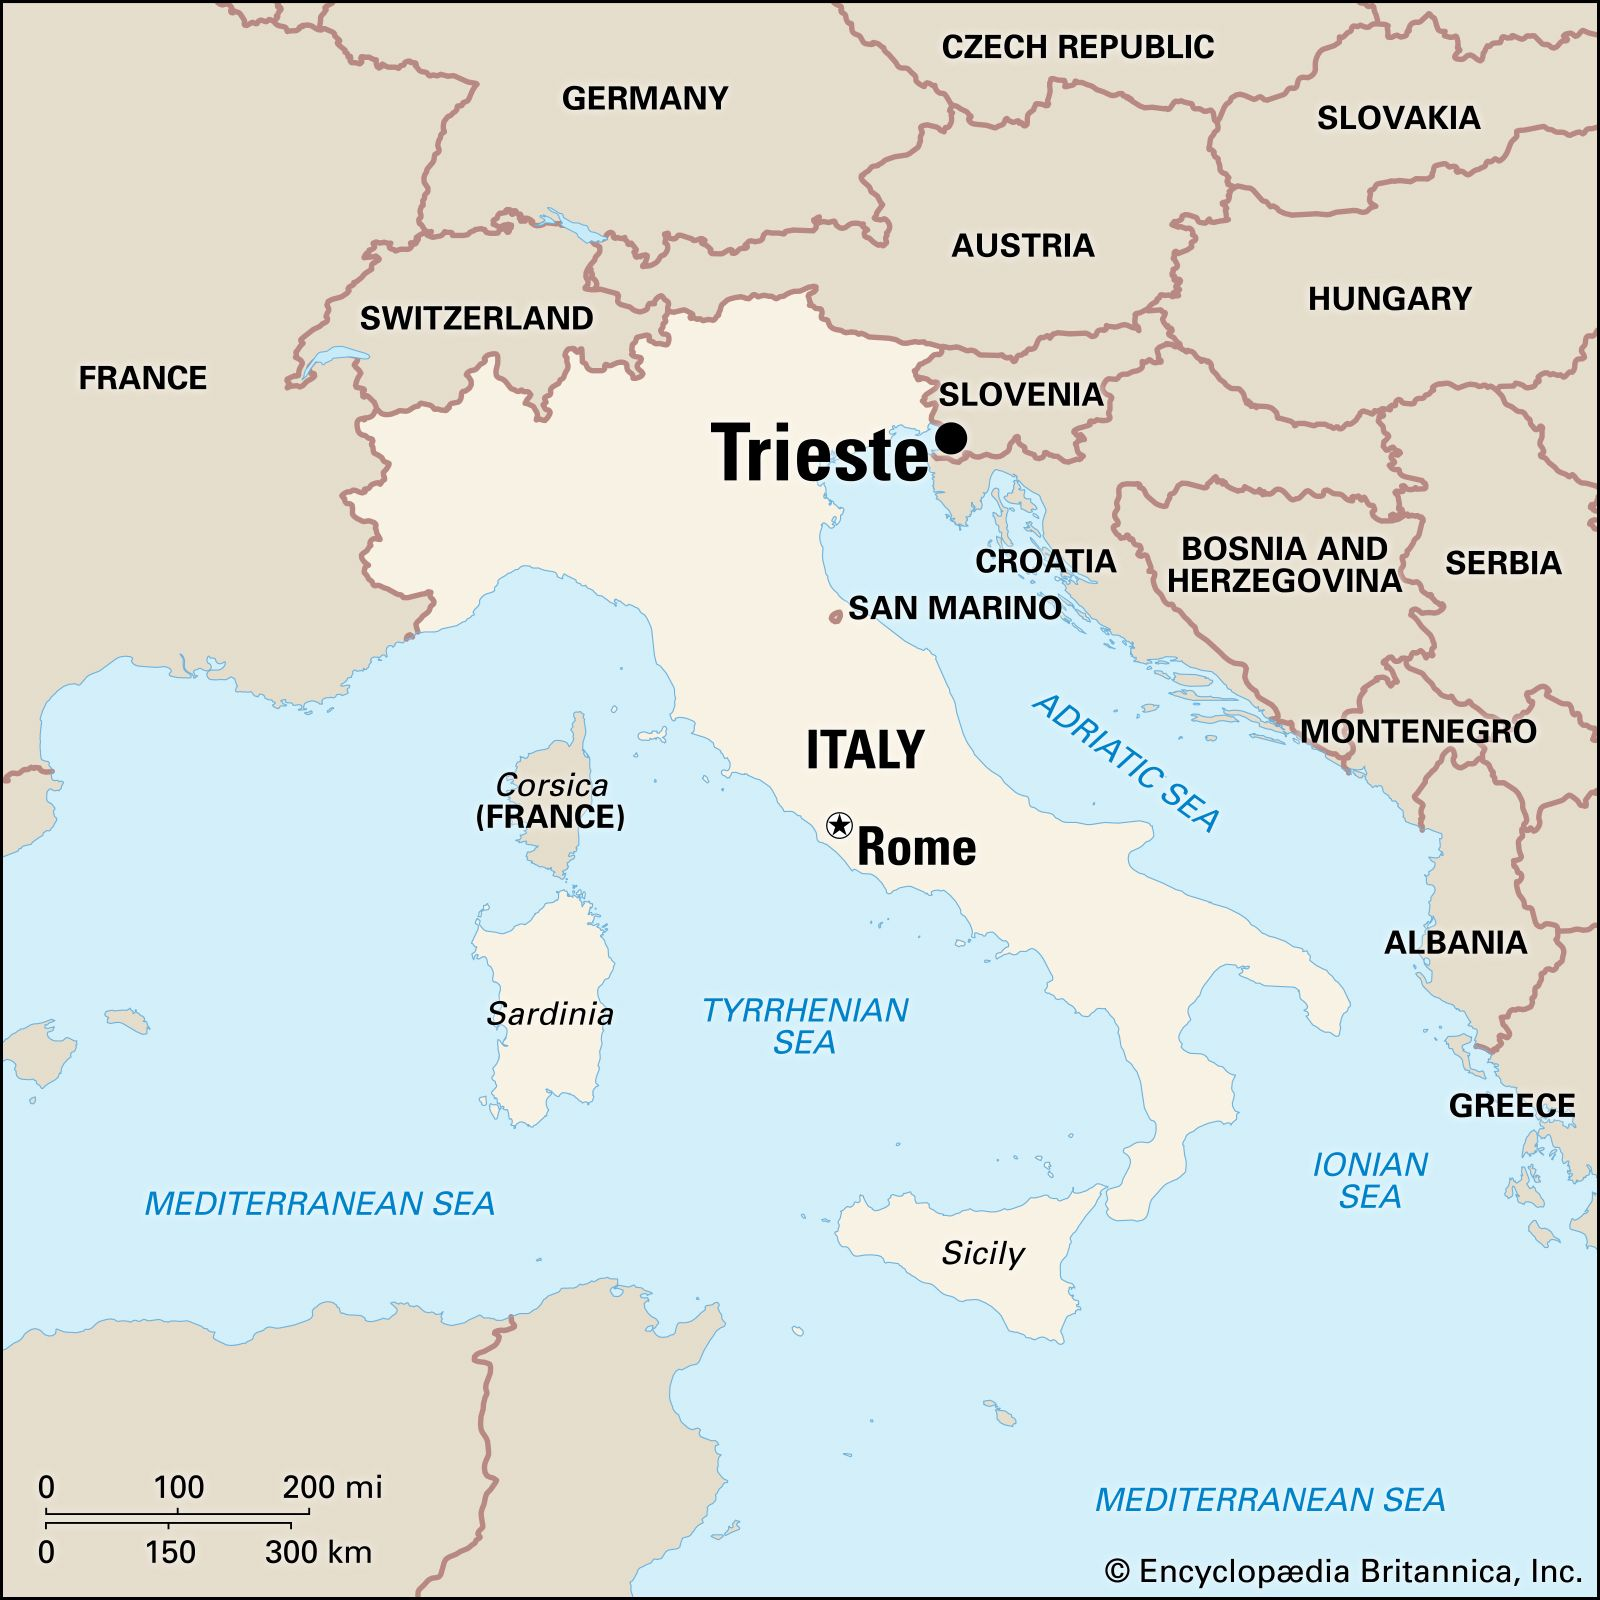 CZECH REPUBLIC
GERMANY
SLOVAKIA
AUSTRIA
HUNGARY
SWITZERLAND
FRANCE
SLOVENIA
Trieste
BOSNIA AND
HERZEGOVINA
CROATIA
SERBIA
SAN MARINO
ADRIATIC SEA
MONTENEGRO
ITALY
Corsica
(FRANCE)
Rome
ALBANIA
Sardinia
TYRRHENIAN
SEA
GREECE
IONIAN
SEA
MEDITERRANEAN SEA
Sicily
0 100 200 mi
0 150 300 km
MEDITERRANEAN SEA
© Encyclopædia Britannica, Inc.